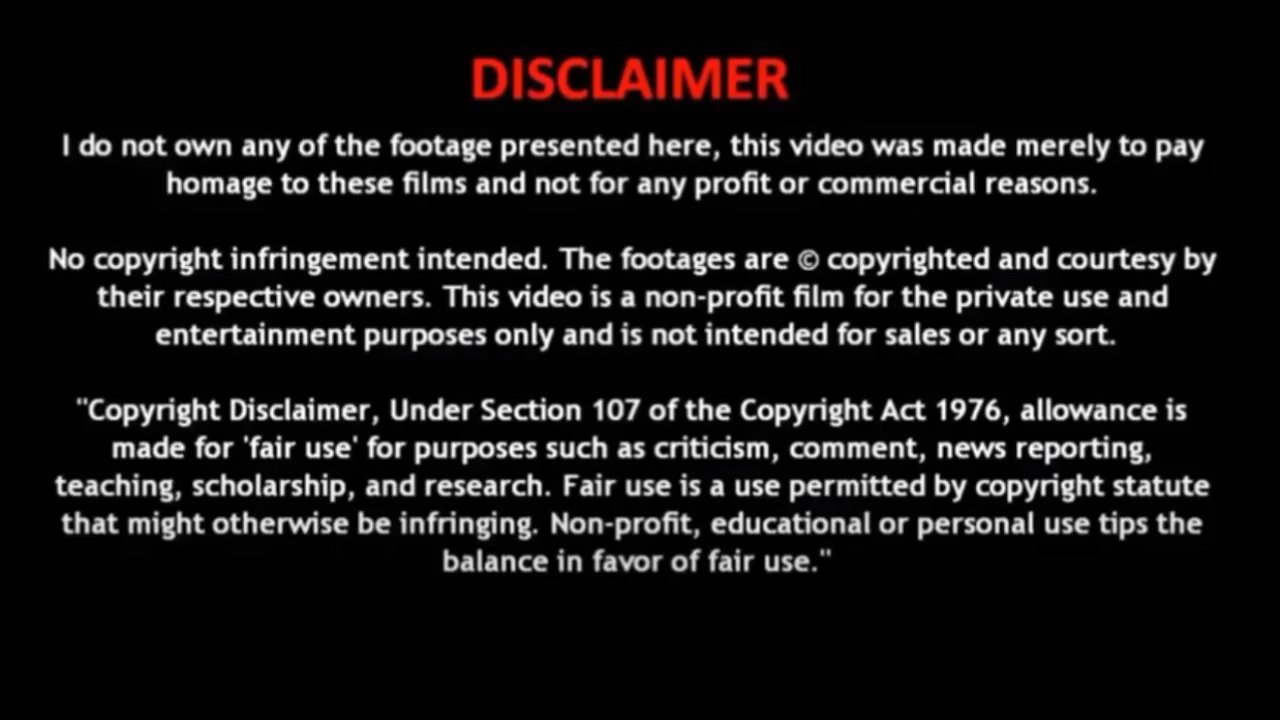 DISCLAIMER
I do not own any of the footage presented here, this video was made merely to pay
homage to these films and not for any profit or commercial reasons.
No copyright infringement intended. The footages are © copyrighted and courtesy by
their respective owners. This video is a non-profit film for the private use and
entertainment purposes only and is not intended for sales or any sort.
"Copyright Disclaimer, Under Section 107 of the Copyright Act 1976, allowance is
made for 'fair use' for purposes such as criticism, comment, news reporting,
teaching, scholarship, and research. Fair use is a use permitted by copyright statute
that might otherwise be infringing. Non-profit, educational or personal use tips the
balance in favor of fair use."